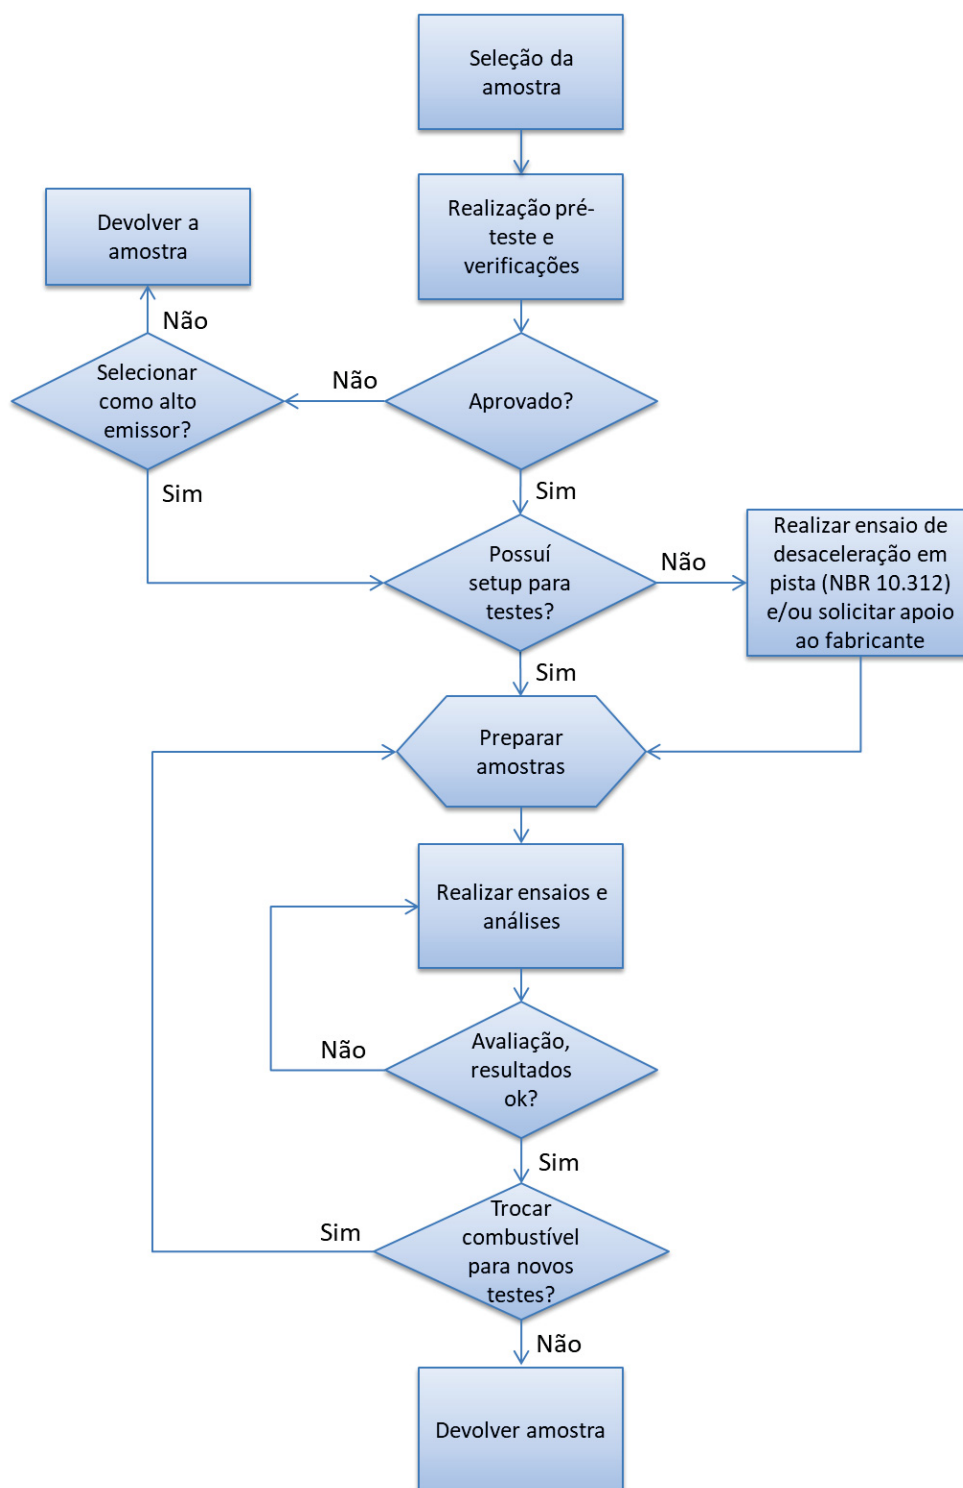 Seleção da
amostra
Realização pré-
teste e
verificações
Devolver a
amostra
Não
Selecionar
como alto
emissor?
Não
Aprovado?
Sim
Sim
Possuí
setup para
testes?
Não
Realizar ensaio de
desaceleração em
pista (NBR 10.312)
e/ou solicitar apoio
ao fabricante
Sim
Preparar
amostras
Realizar ensaios e
análises
Não
Avaliação,
resultados
ok?
Sim
Sim
Trocar
combustível
para novos
testes?
Não
Devolver amostra